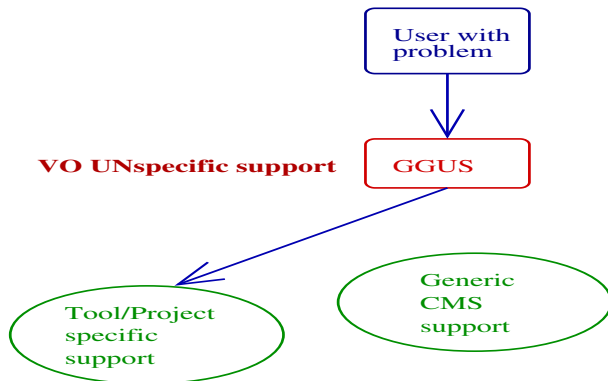 User with
problem
VO UNspecific support
GGUS
Generic
CMS
support
Tool/Project
specific
support